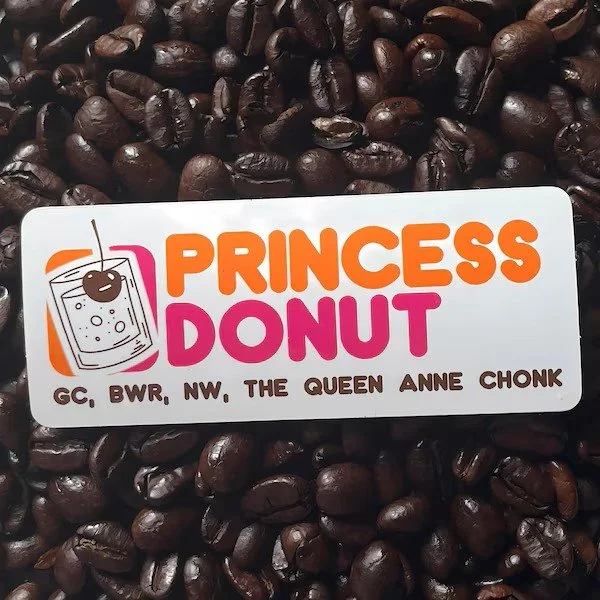 PRINCESS
DONUT
GC, BWR, NW, THE QUEEN ANNE CHONK